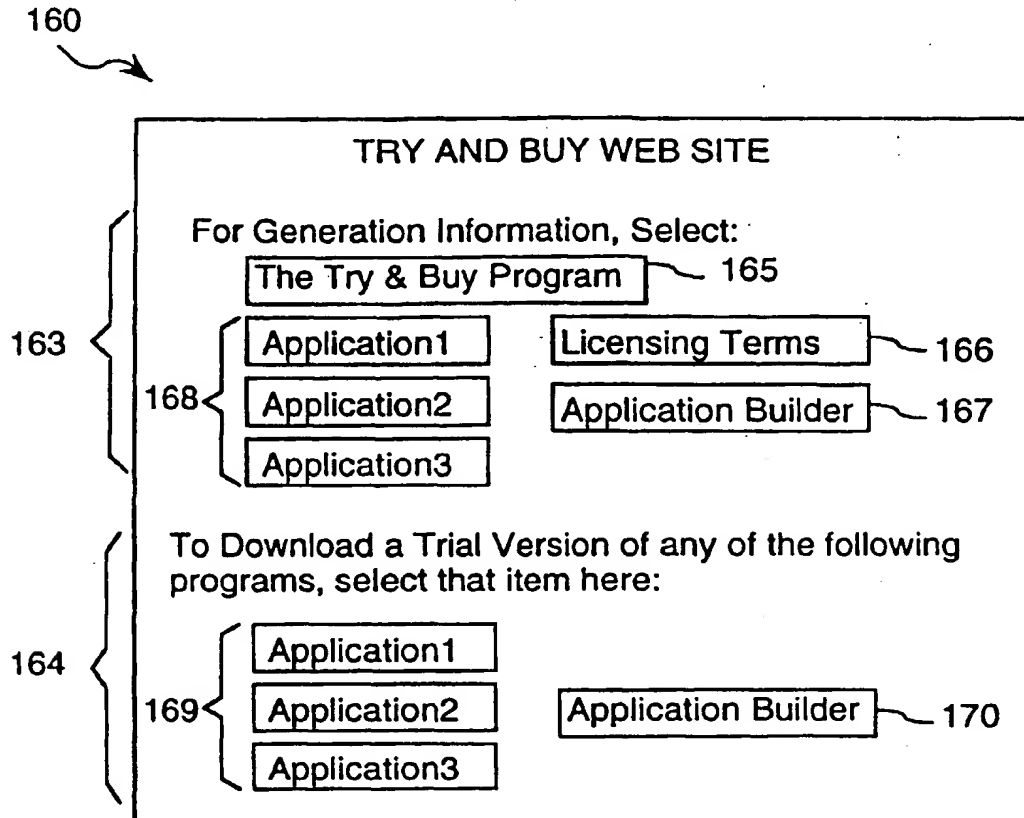 160
TRY AND BUY WEB SITE
For Generation Information, Select:
The Try & Buy Program 165
163
168
Application1 Licensing Terms 166
Application2 Application Builder 167
Application3
To Download a Trial Version of any of the following
programs, select that item here:
164
169
Application1
Application2 Application Builder 170
Application3